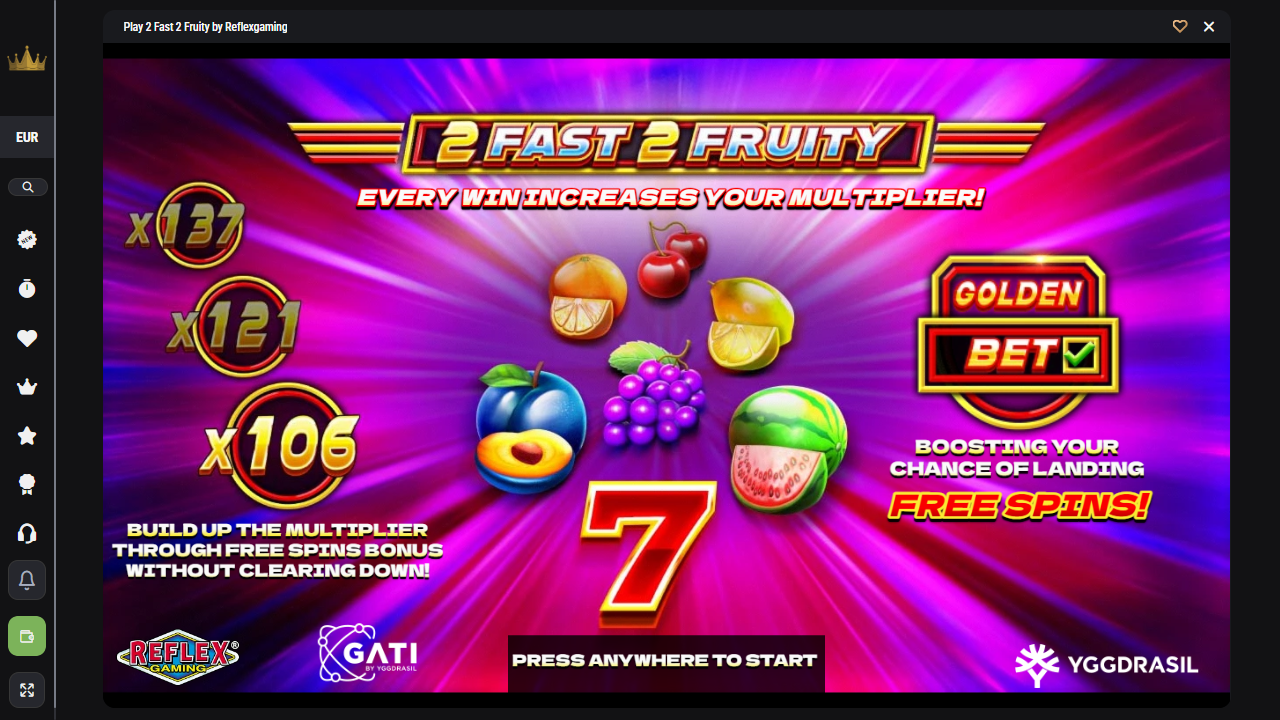 Play 2 Fast 2 Fruity by Reflexgaming
EUR
NEW
2 FAST 2 FRUITY
EVERY WIN INCREASES YOUR MULTIPLIER!
x137
x121
x106
BUILD UP THE MULTIPLIER
THROUGH FREE SPINS BONUS
WITHOUT CLEARING DOWN!
7
GOLDEN
BET
BOOSTING YOUR
CHANCE OF LANDING
FREE SPINS!
REFLEX®
GAMING
GATI
BY YGGDRASIL
PRESS ANYWHERE TO START
YGGDRASIL